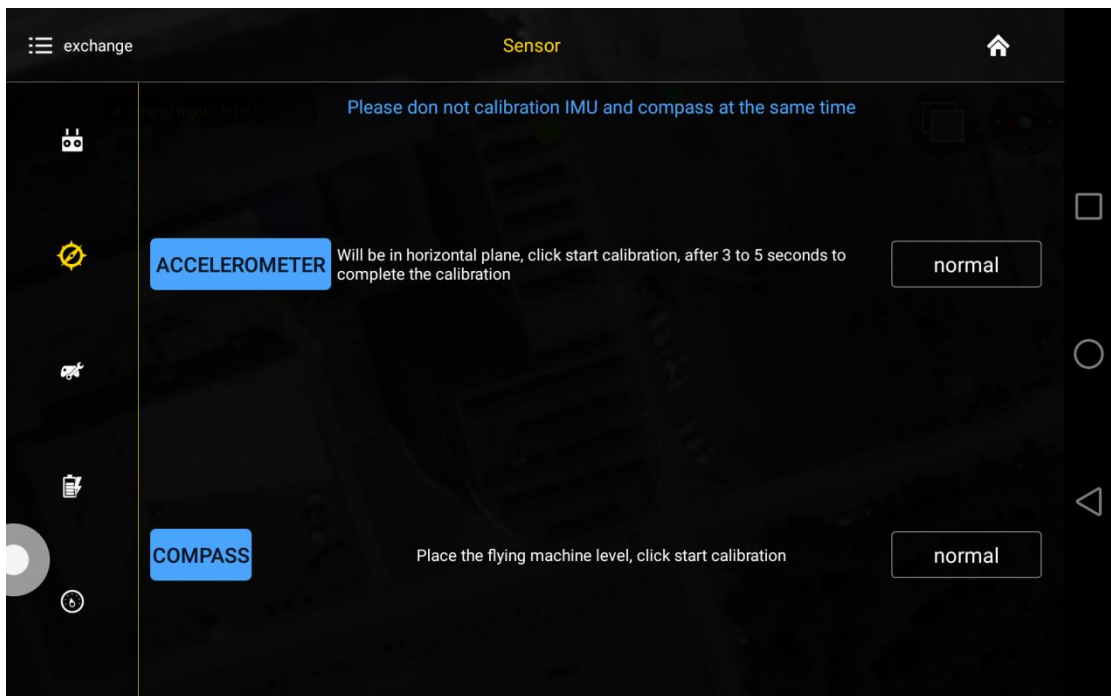 exchange
Sensor
Please don not calibration IMU and compass at the same time
ACCELEROMETER
Will be in horizontal plane, click start calibration, after 3 to 5 seconds to
complete the calibration
normal
COMPASS
Place the flying machine level, click start calibration
normal